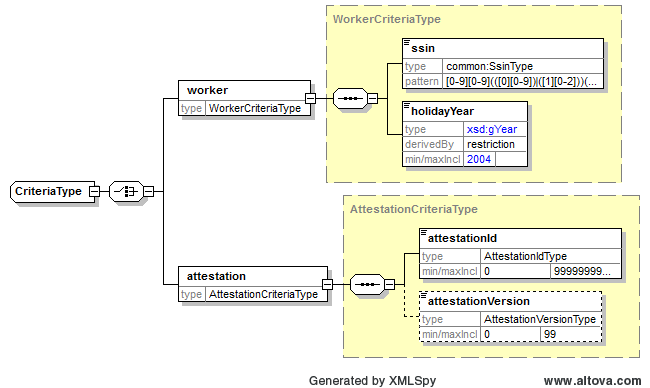 WorkerCriteriaType
ssin
type common:SsinType
pattern [0-9][0-9](([0][0-9])|([1][0-2]))(...
worker
type WorkerCriteriaType
holidayYear
type xsd:gYear
derivedBy restriction
min/maxIncl 2004
CriteriaType
AttestationCriteriaType
attestationId
type AttestationIdType
min/maxIncl 0 99999999...
attestation
type AttestationCriteriaType
attestationVersion
type AttestationVersionType
min/maxIncl 0 99
Generated by XMLSpy www.altova.com